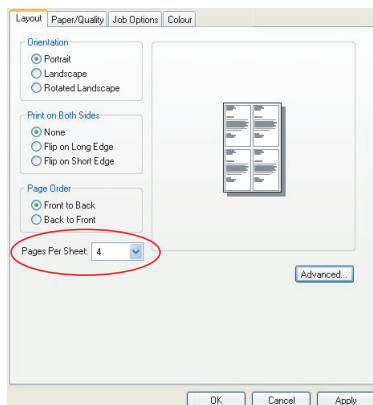 Layout Paper/Quality Job Options Colour
Orientation
Portrait
Landscape
Rotated Landscape
Print on Both Sides
None
Flip on Long Edge
Flip on Short Edge
Page Order
Front to Back
Back to Front
Pages Per Sheet: 4
Advanced...
OK Cancel Apply